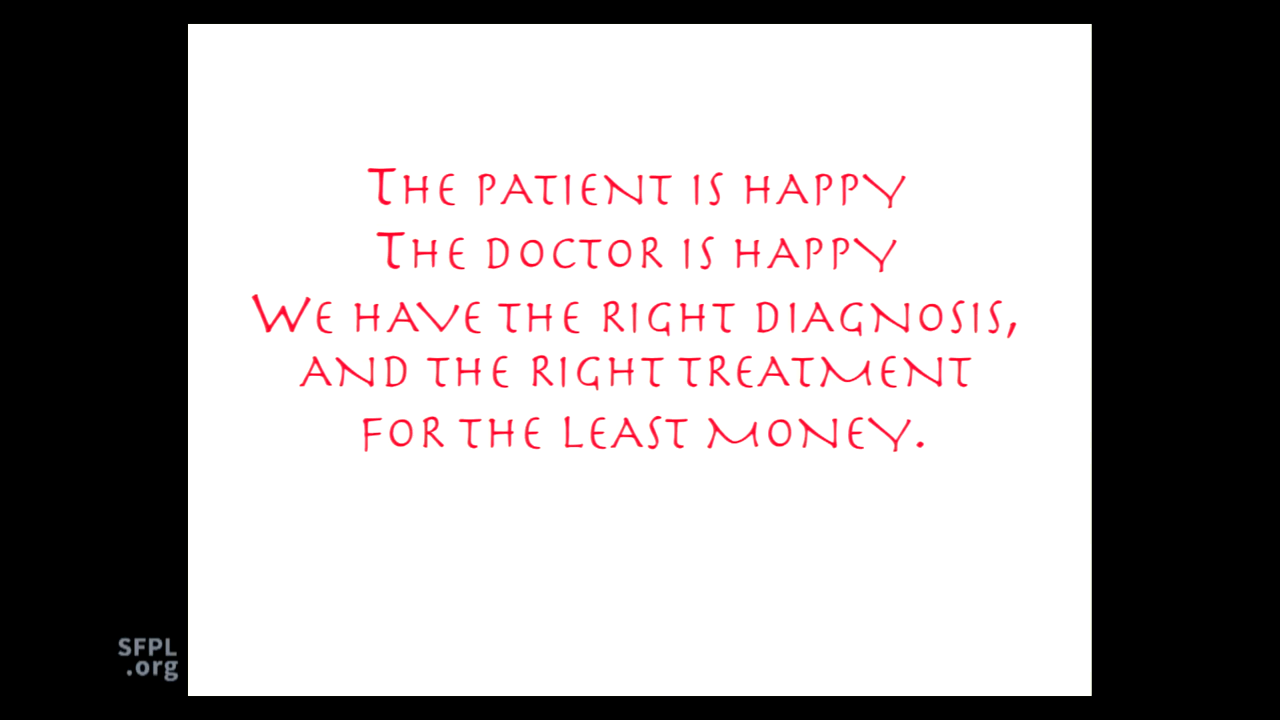 The patient is happy
The doctor is happy
We have the right diagnosis,
and the right treatment
for the least money.
SFPL
.org